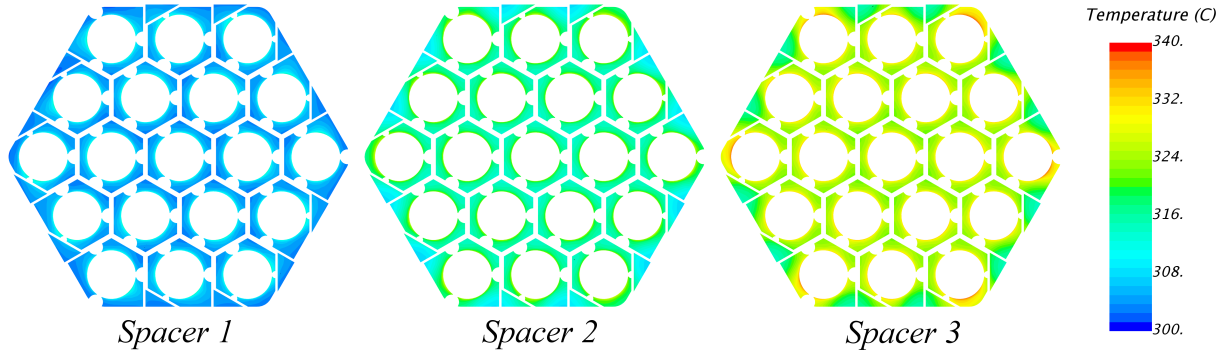 Temperature (C)
340.
332.
324.
316.
308.
300.
Spacer 1
Spacer 2
Spacer 3